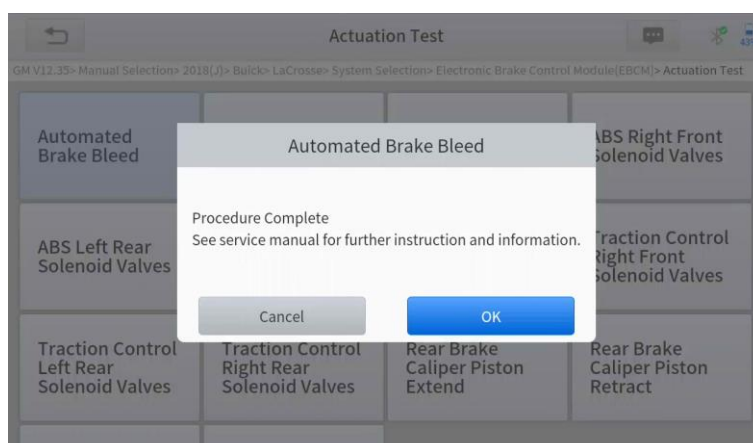 Actuation Test
GM V12.35> Manual Selection> 2018(J)> Buick> LaCrosse> System Selection> Electronic Brake Control Module(EBCM)> Actuation Test
Automated
Brake Bleed
ABS Right Front
Solenoid Valves
Automated Brake Bleed
Procedure Complete
See service manual for further instruction and information.
Cancel
OK
ABS Left Rear
Solenoid Valves
Traction Control
Right Front
Solenoid Valves
Traction Control
Left Rear
Solenoid Valves
Traction Control
Right Rear
Solenoid Valves
Rear Brake
Caliper Piston
Extend
Rear Brake
Caliper Piston
Retract